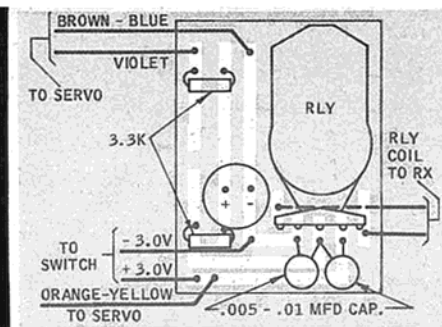 BROWN - BLUE
VIOLET
TO SERVO
3.3K
RLY
RLY
COIL
TO RX
+ -
TO
SWITCH
- 3.0V
+ 3.0V
ORANGE-YELLOW
TO SERVO
.005 - .01 MFD CAP.